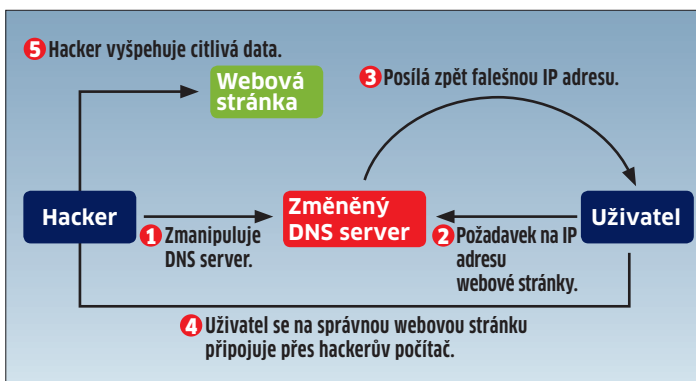 5 Hacker vyšpehuje citlivá data.
Webová
stránka
3 Posílá zpět falešnou IP adresu.
Hacker
Změněný
DNS server
Uživatel
1 Zmanipuluje
DNS server.
2 Požadavek na IP
adresu
webové stránky.
4 Uživatel se na správnou webovou stránku
připojuje přes hackerův počítač.